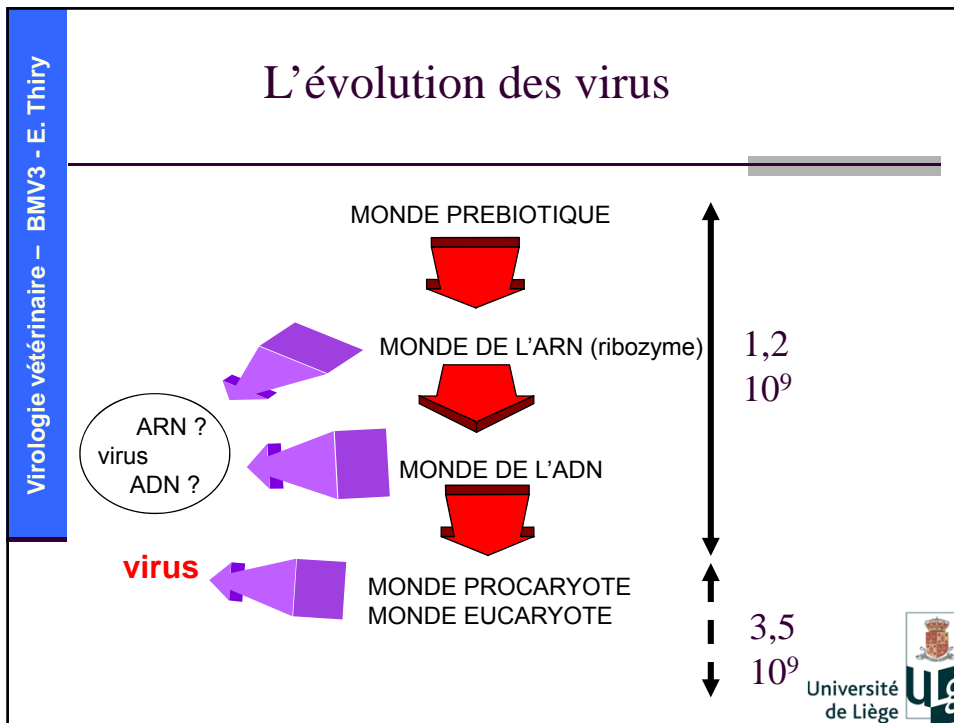 Virologie vétérinaire – BMV3 - E. Thiry
L'évolution des virus
MONDE PREBIOTIQUE
MONDE DE L'ARN (ribozyme)
1,2
10⁹
ARN ?
virus
ADN ?
MONDE DE L'ADN
virus
MONDE PROCARYOTE
MONDE EUCARYOTE
3,5
10⁹
Université
de Liège